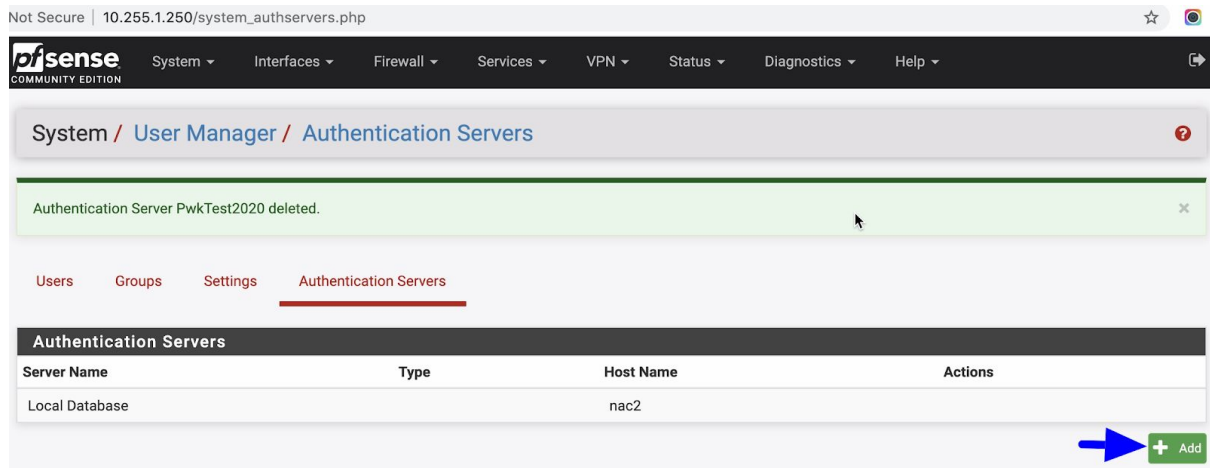 Not Secure | 10.255.1.250/system_authservers.php
pfsense System Interfaces Firewall Services VPN Status Diagnostics Help
COMMUNITY EDITION
System / User Manager / Authentication Servers
Authentication Server PwkTest2020 deleted. ×
Users Groups Settings Authentication Servers
Authentication Servers
Server Name Type Host Name Actions
Local Database nac2
+ Add